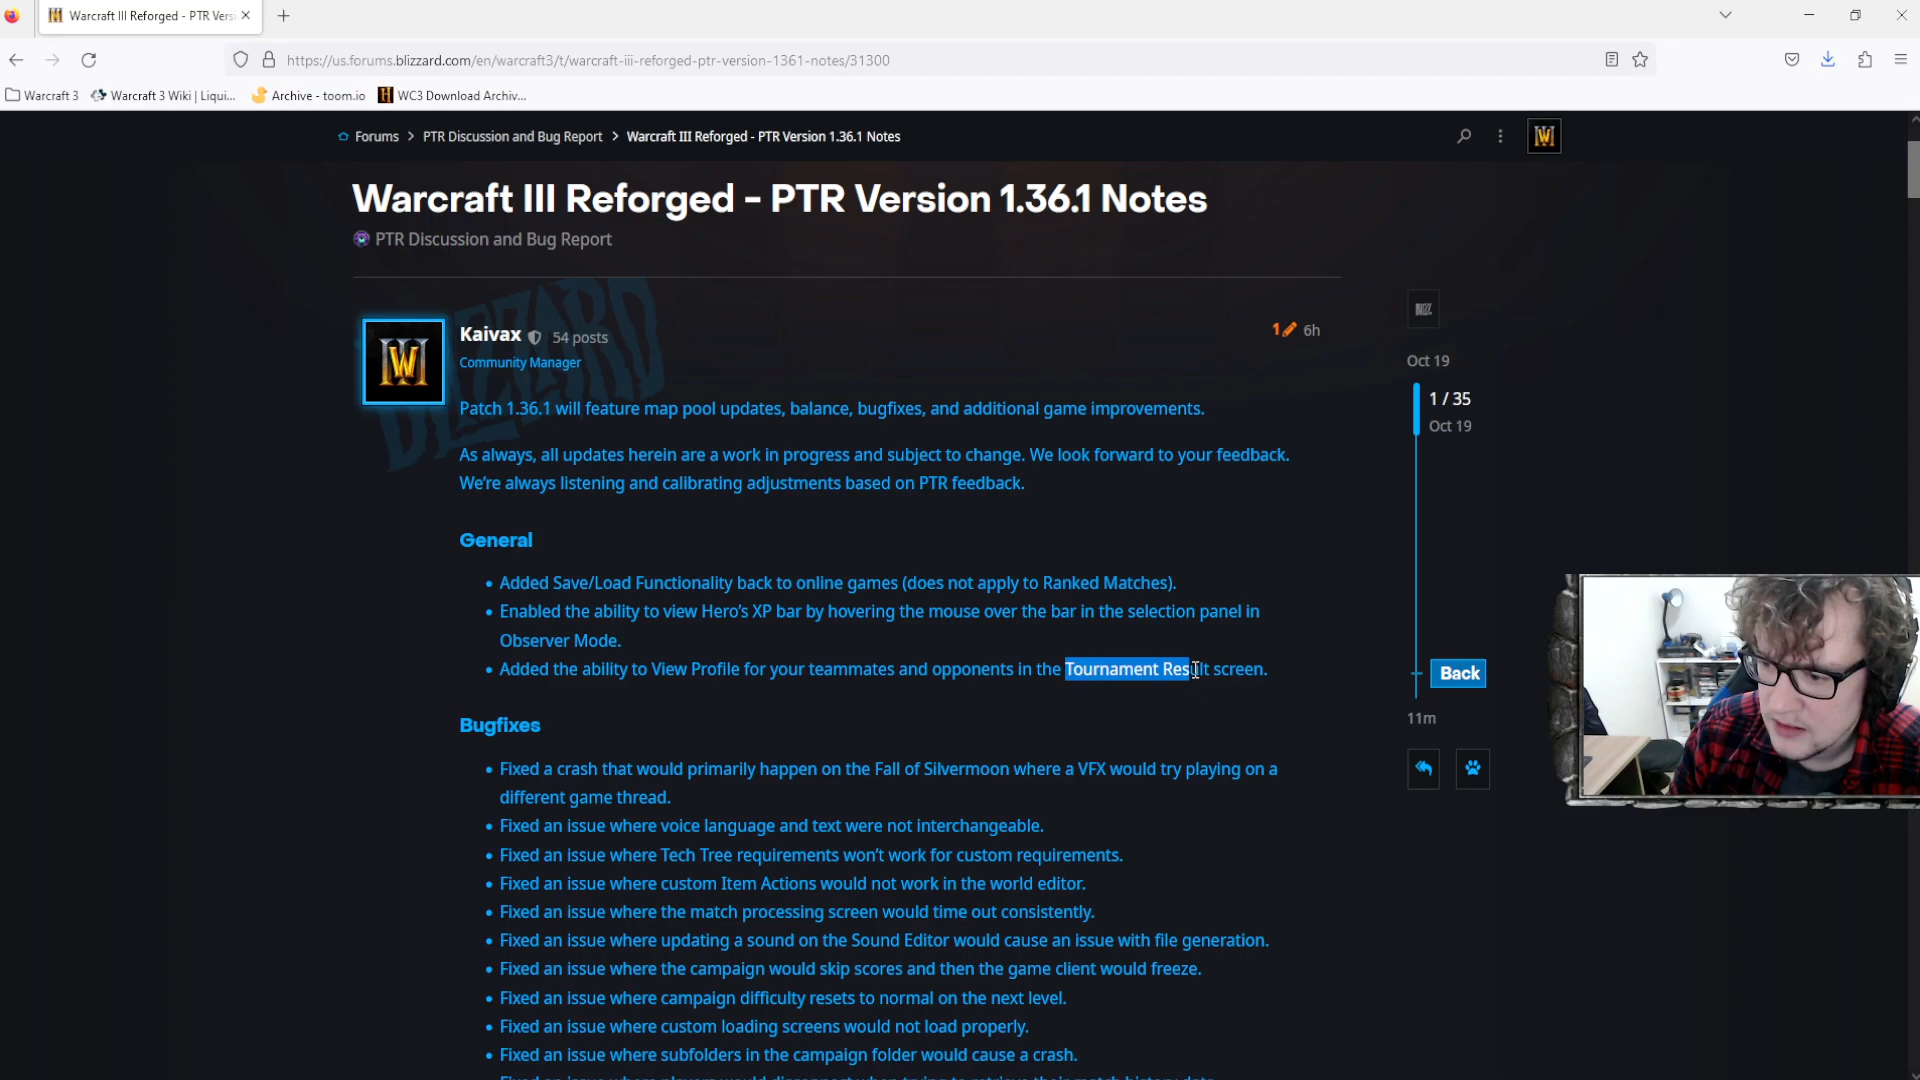 Warcraft III Reforged - PTR Versi
https://us.forums.blizzard.com/en/warcraft3/t/warcraft-iii-reforged-ptr-version-1361-notes/31300
Warcraft 3 Warcraft 3 Wiki | Liqui... Archive - toom.io WC3 Download Archiv...
Forums > PTR Discussion and Bug Report > Warcraft III Reforged - PTR Version 1.36.1 Notes
Warcraft III Reforged - PTR Version 1.36.1 Notes
PTR Discussion and Bug Report
BLIZZARD
Kaivax 54 posts 1 6h
Community Manager
Oct 19
1 / 35
Oct 19
Patch 1.36.1 will feature map pool updates, balance, bugfixes, and additional game improvements.
As always, all updates herein are a work in progress and subject to change. We look forward to your feedback.
We're always listening and calibrating adjustments based on PTR feedback.
General
• Added Save/Load Functionality back to online games (does not apply to Ranked Matches).
• Enabled the ability to view Hero's XP bar by hovering the mouse over the bar in the selection panel in
Observer Mode.
• Added the ability to View Profile for your teammates and opponents in the Tournament Result screen.
Back
11m
Bugfixes
• Fixed a crash that would primarily happen on the Fall of Silvermoon where a VFX would try playing on a
different game thread.
• Fixed an issue where voice language and text were not interchangeable.
• Fixed an issue where Tech Tree requirements won't work for custom requirements.
• Fixed an issue where custom Item Actions would not work in the world editor.
• Fixed an issue where the match processing screen would time out consistently.
• Fixed an issue where updating a sound on the Sound Editor would cause an issue with file generation.
• Fixed an issue where the campaign would skip scores and then the game client would freeze.
• Fixed an issue where campaign difficulty resets to normal on the next level.
• Fixed an issue where custom loading screens would not load properly.
• Fixed an issue where subfolders in the campaign folder would cause a crash.